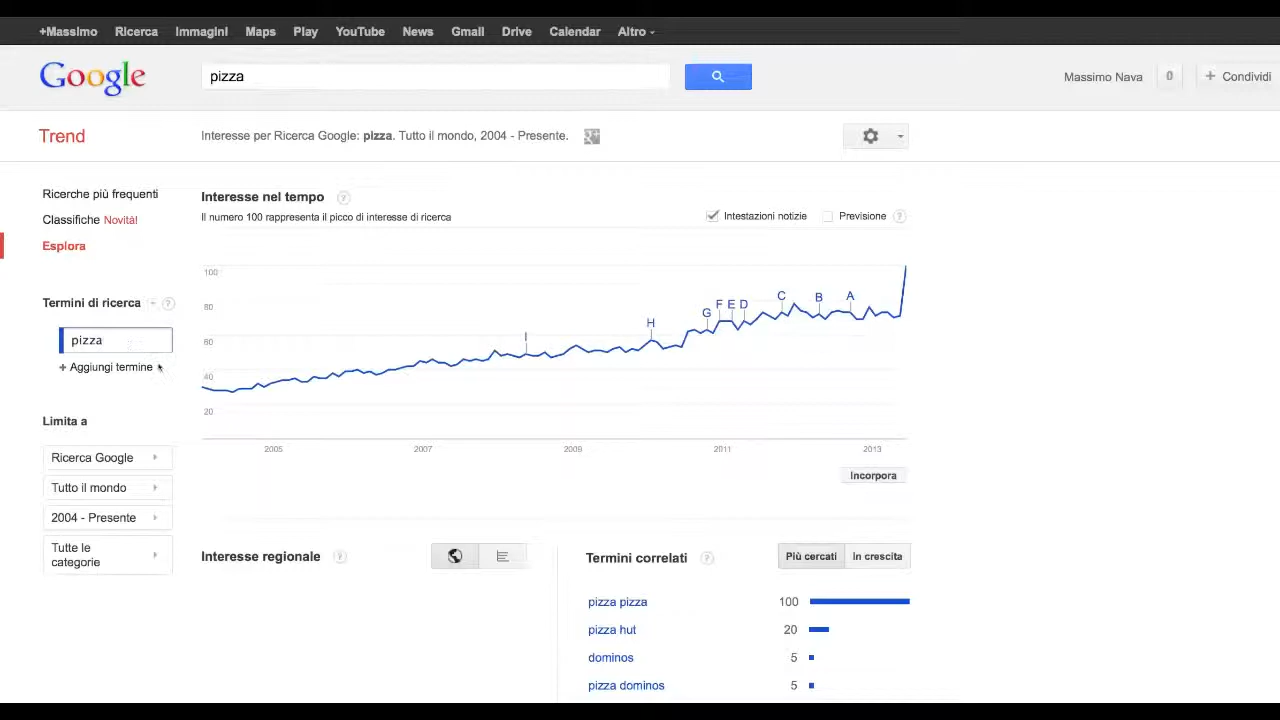 +Massimo Ricerca Immagini Maps Play YouTube News Gmail Drive Calendar Altro
Google pizza Massimo Nava 0 + Condividi
Trend Interesse per Ricerca Google: pizza. Tutto il mondo, 2004 - Presente.
Ricerche più frequenti
Classifiche Novità!
Esplora
Termini di ricerca ?
pizza
+ Aggiungi termine
Limita a
Ricerca Google
Tutto il mondo
2004 - Presente
Tutte le
categorie
Interesse nel tempo ?
Il numero 100 rappresenta il picco di interesse di ricerca
Intestazioni notizie Previsione ?
100
80
60
40
20
I H G F E D C B A
2005 2007 2009 2011 2013
Incorpora
Interesse regionale ?
Termini correlati ? Più cercati In crescita
pizza pizza 100
pizza hut 20
dominos 5
pizza dominos 5